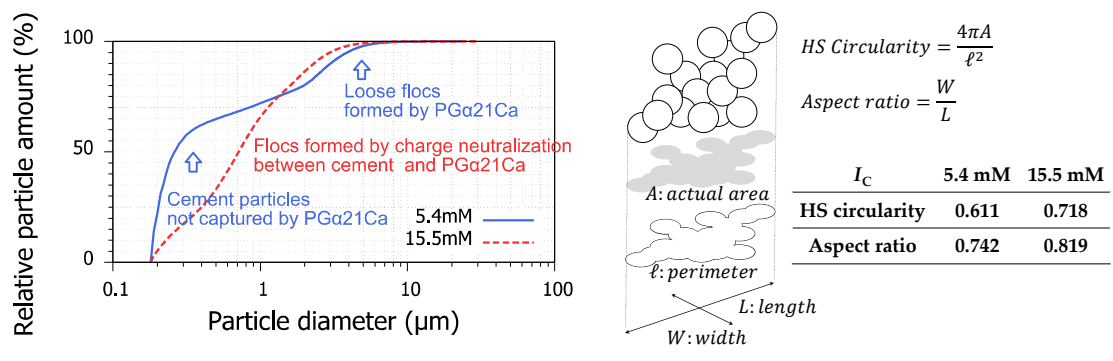 Relative particle amount (%)
100
50
0
0.1
1
10
100
Particle diameter (μm)
Loose flocs
formed by PGα21Ca
Flocs formed by charge neutralization
between cement and PGα21Ca
Cement particles
not captured by PGα21Ca
5.4mM
15.5mM
A: actual area
ℓ: perimeter
L: length
W: width
HS Circularity = 4πA / ℓ²
Aspect ratio = W / L
I_C 5.4 mM 15.5 mM
HS circularity 0.611 0.718
Aspect ratio 0.742 0.819